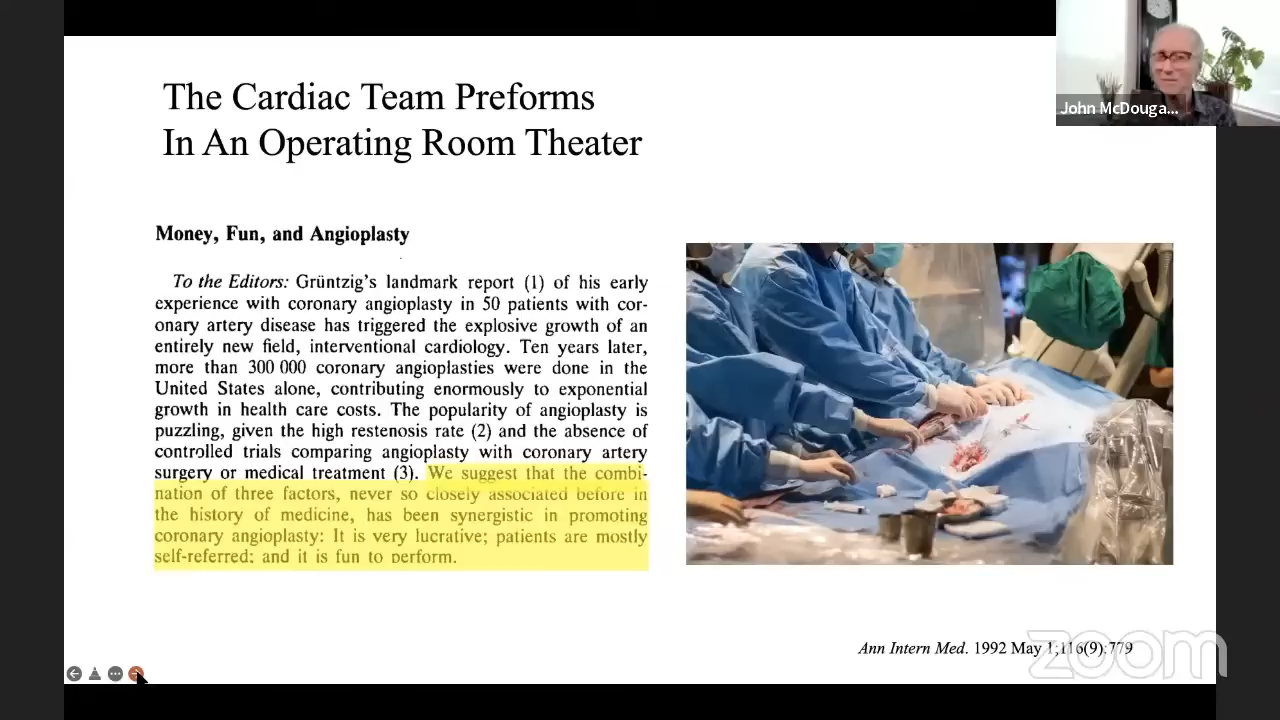 The Cardiac Team Preforms
In An Operating Room Theater
John McDouga...
Money, Fun, and Angioplasty
To the Editors: Grüntzig's landmark report (1) of his early
experience with coronary angioplasty in 50 patients with cor-
onary artery disease has triggered the explosive growth of an
entirely new field, interventional cardiology. Ten years later,
more than 300 000 coronary angioplasties were done in the
United States alone, contributing enormously to exponential
growth in health care costs. The popularity of angioplasty is
puzzling, given the high restenosis rate (2) and the absence of
controlled trials comparing angioplasty with coronary artery
surgery or medical treatment (3). We suggest that the combi-
nation of three factors, never so closely associated before in
the history of medicine, has been synergistic in promoting
coronary angioplasty: It is very lucrative; patients are mostly
self-referred; and it is fun to perform.
Ann Intern Med. 1992 May 1;116(9):779
zoom